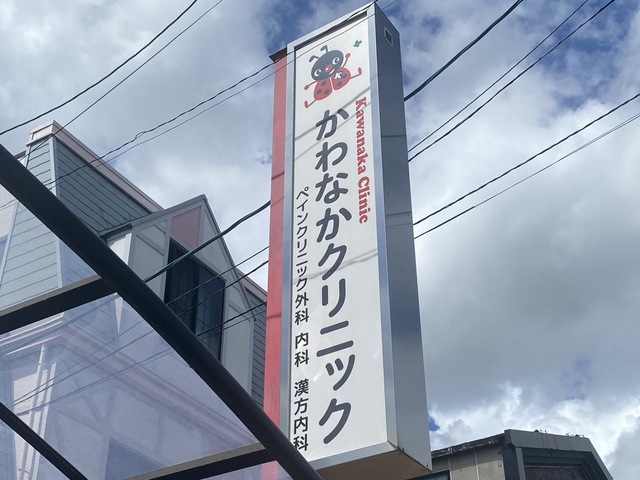 K
Kawanaka Clinic
かわなかクリニック
ペインクリニック外科 内科 漢方内科